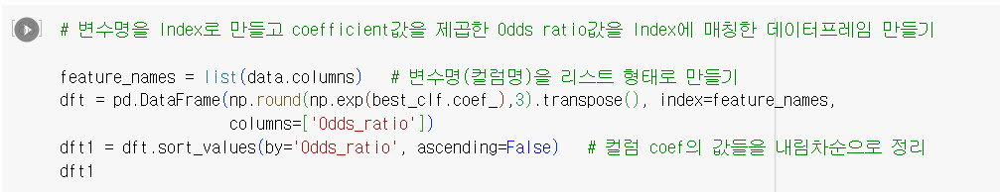 # 변수명을 Index로 만들고 coefficient값을 제곱한 Odds ratio값을 Index에 매칭한 데이터프레임 만들기
feature_names = list(data.columns)   # 변수명(컬럼명)을 리스트 형태로 만들기
dft = pd.DataFrame(np.round(np.exp(best_clf.coef_),3).transpose(), index=feature_names,
columns=['Odds_ratio'])
dft1 = dft.sort_values(by='Odds_ratio', ascending=False)   # 컬럼 coef의 값들을 내림차순으로 정리
dft1